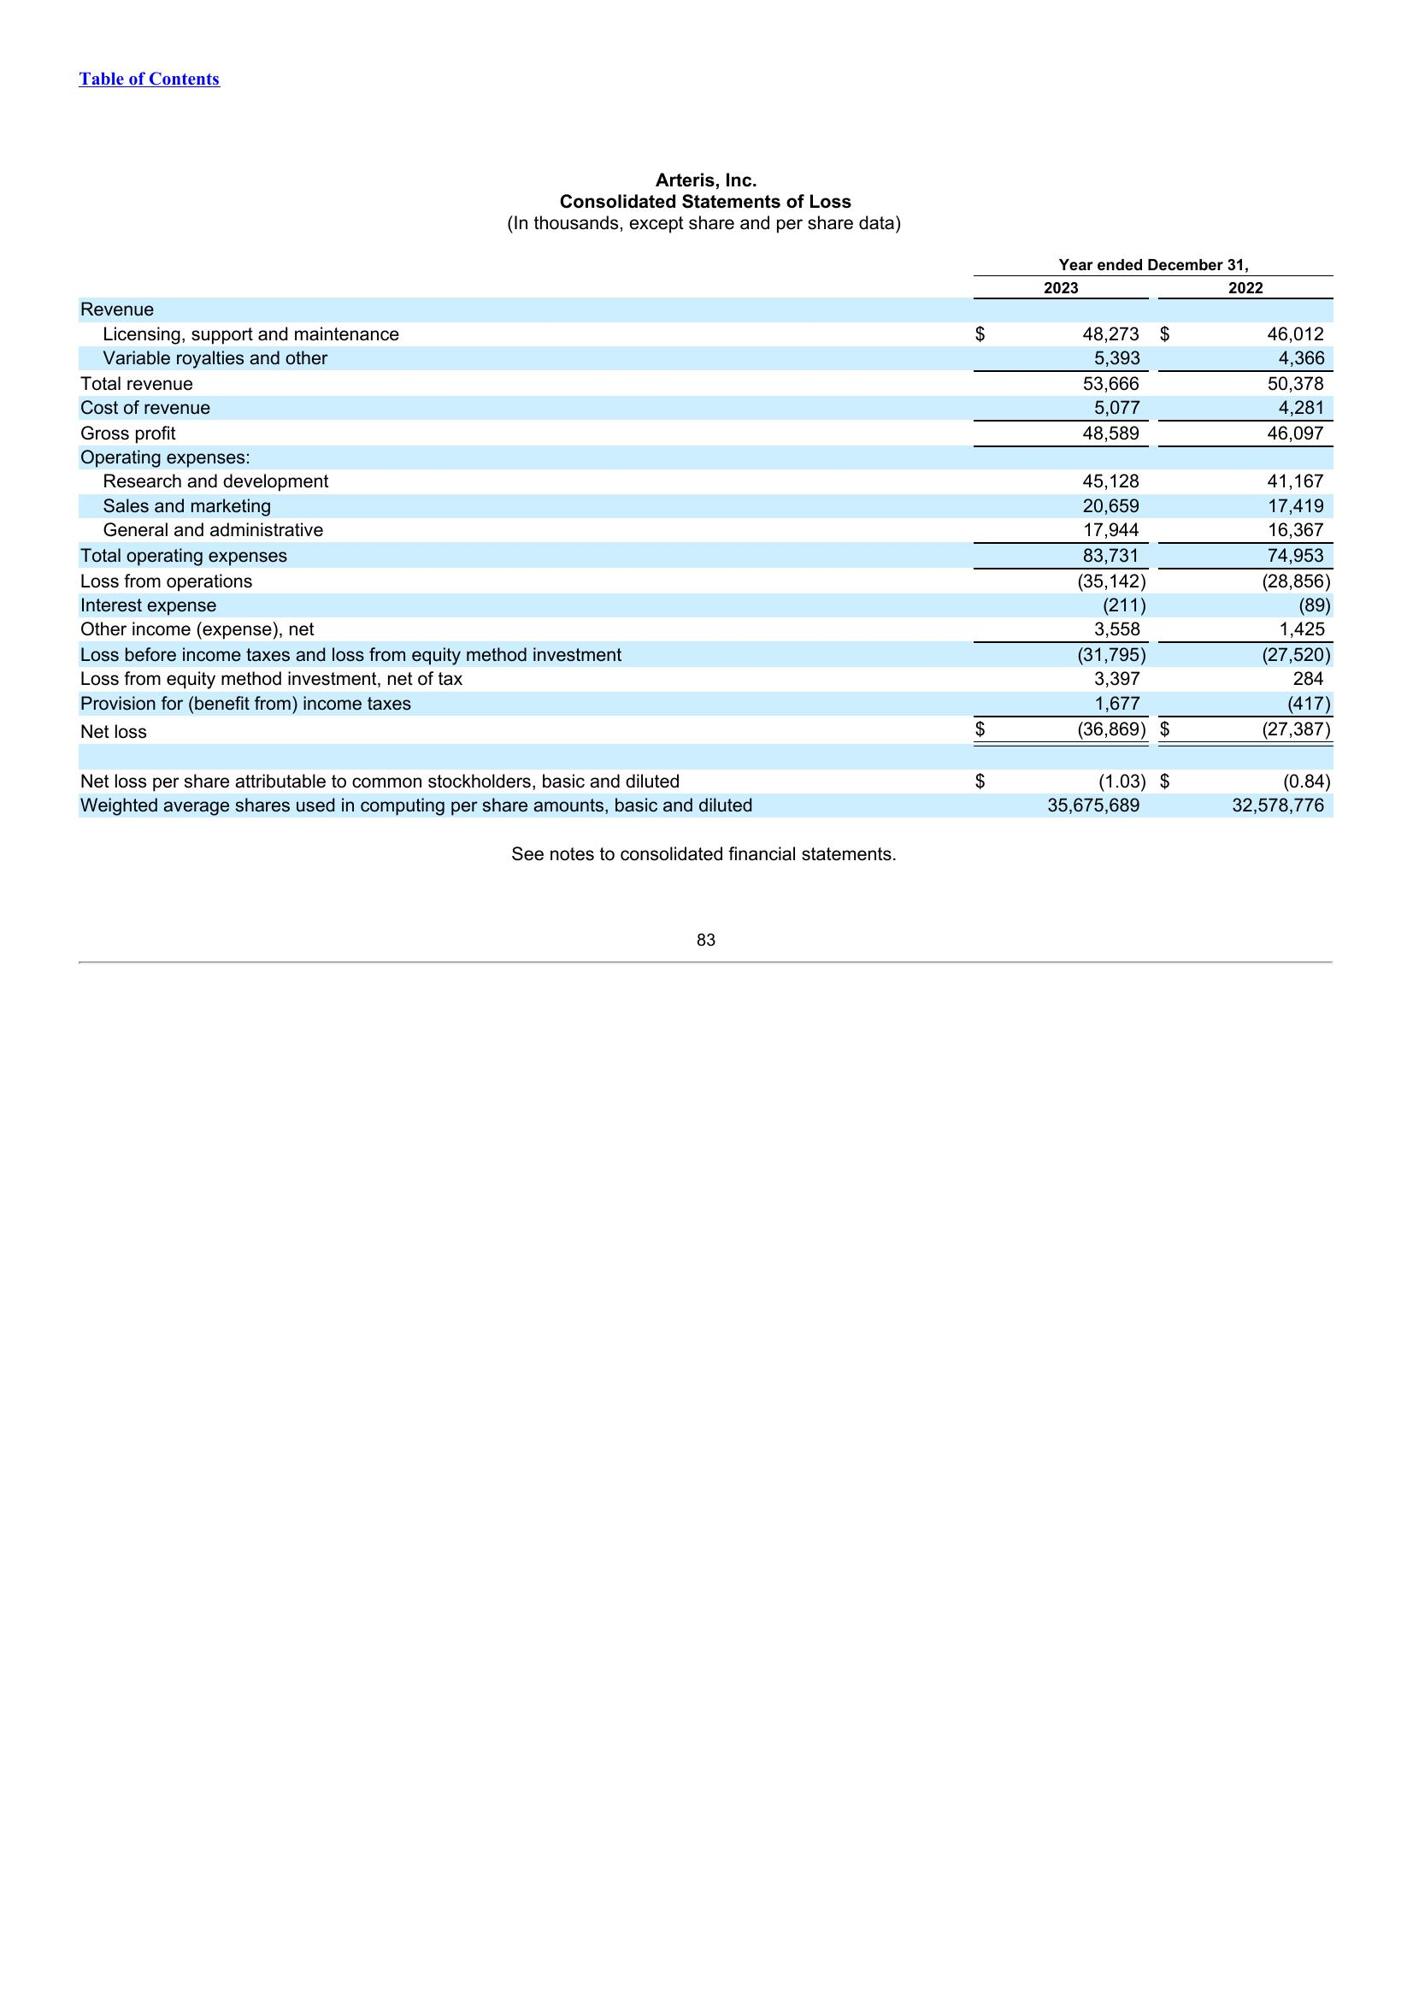 Table of Contents
Arteris, Inc.
Consolidated Statements of Loss
(In thousands, except share and per share data)
Year ended December 31,
2023 2022
Revenue
Licensing, support and maintenance $ 48,273 $ 46,012
Variable royalties and other 5,393 4,366
Total revenue 53,666 50,378
Cost of revenue 5,077 4,281
Gross profit 48,589 46,097
Operating expenses:
Research and development 45,128 41,167
Sales and marketing 20,659 17,419
General and administrative 17,944 16,367
Total operating expenses 83,731 74,953
Loss from operations (35,142) (28,856)
Interest expense (211) (89)
Other income (expense), net 3,558 1,425
Loss before income taxes and loss from equity method investment (31,795) (27,520)
Loss from equity method investment, net of tax 3,397 284
Provision for (benefit from) income taxes 1,677 (417)
Net loss $ (36,869) $ (27,387)
Net loss per share attributable to common stockholders, basic and diluted $ (1.03) $ (0.84)
Weighted average shares used in computing per share amounts, basic and diluted 35,675,689 32,578,776
See notes to consolidated financial statements.
83